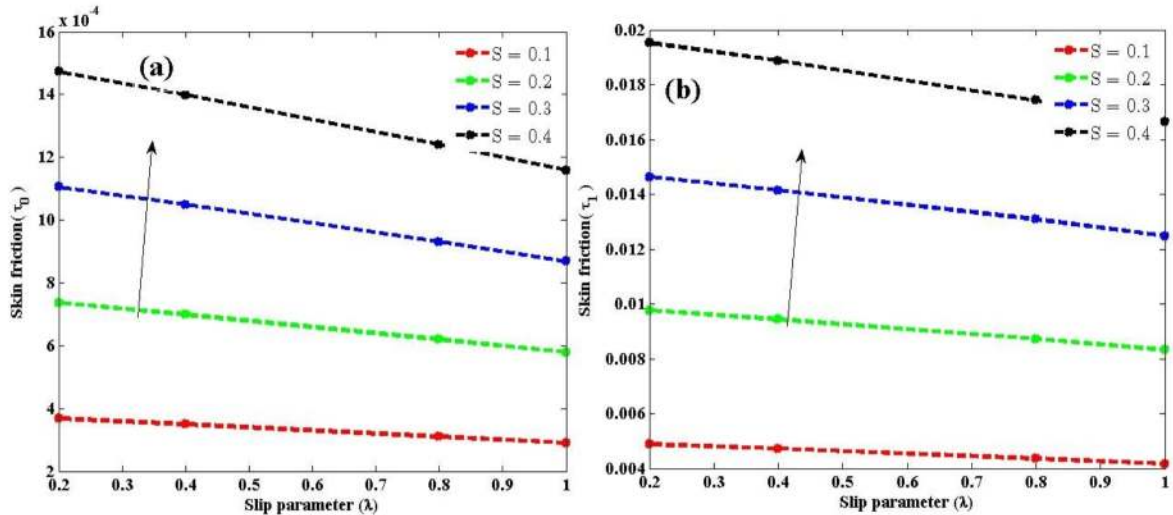 x 10⁻⁴
16
14
12
10
8
6
4
2
Skin friction( τ₀ )
(a)
S = 0.1
S = 0.2
S = 0.3
S = 0.4
0.2 0.3 0.4 0.5 0.6 0.7 0.8 0.9 1
Slip parameter (λ)
0.02
0.018
0.016
0.014
0.012
0.01
0.008
0.006
0.004
Skin friction( τ₁ )
(b)
S = 0.1
S = 0.2
S = 0.3
S = 0.4
0.2 0.3 0.4 0.5 0.6 0.7 0.8 0.9 1
Slip parameter (λ)